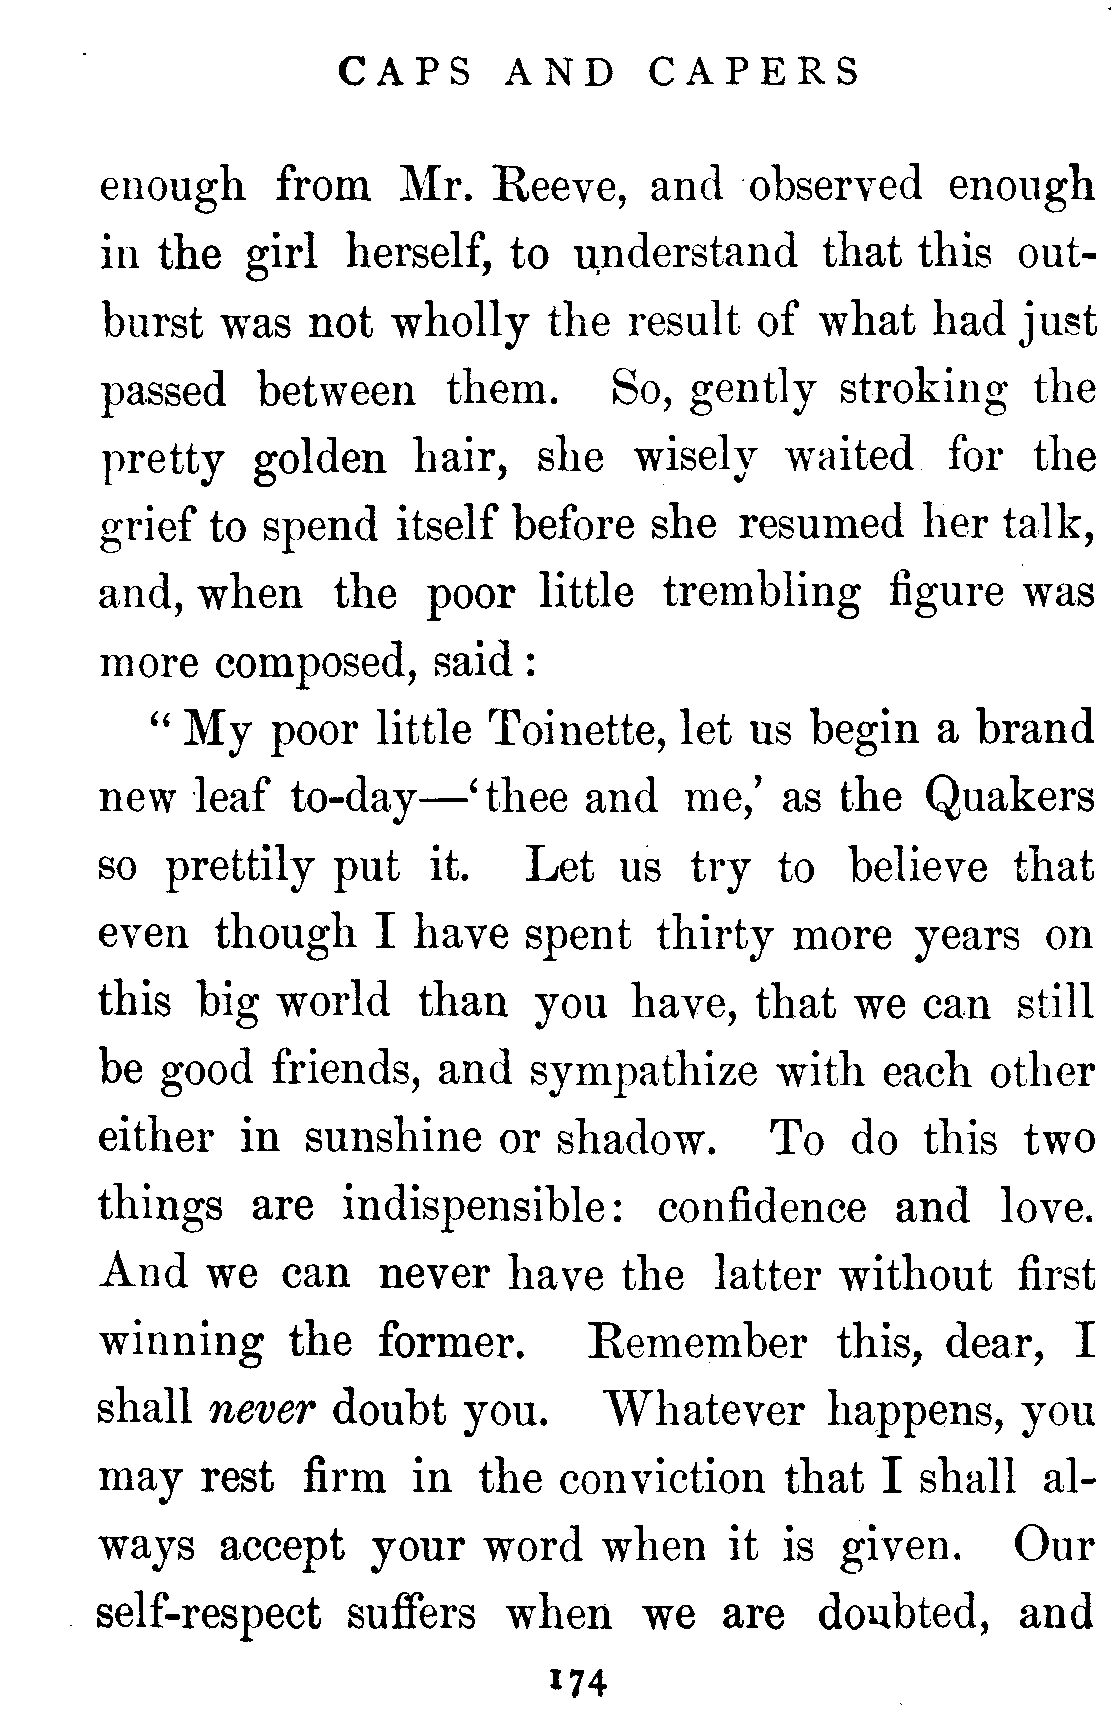 CAPS AND CAPERS
enough from Mr. Reeve, and observed enough
in the girl herself, to understand that this out-
burst was not wholly the result of what had just
passed between them. So, gently stroking the
pretty golden hair, she wisely waited for the
grief to spend itself before she resumed her talk,
and, when the poor little trembling figure was
more composed, said :
“ My poor little Toinette, let us begin a brand
new leaf to-day—‘thee and me,’ as the Quakers
so prettily put it. Let us try to believe that
even though I have spent thirty more years on
this big world than you have, that we can still
be good friends, and sympathize with each other
either in sunshine or shadow. To do this two
things are indispensible: confidence and love.
And we can never have the latter without first
winning the former. Remember this, dear, I
shall never doubt you. Whatever happens, you
may rest firm in the conviction that I shall al-
ways accept your word when it is given. Our
self-respect suffers when we are doubted, and
174